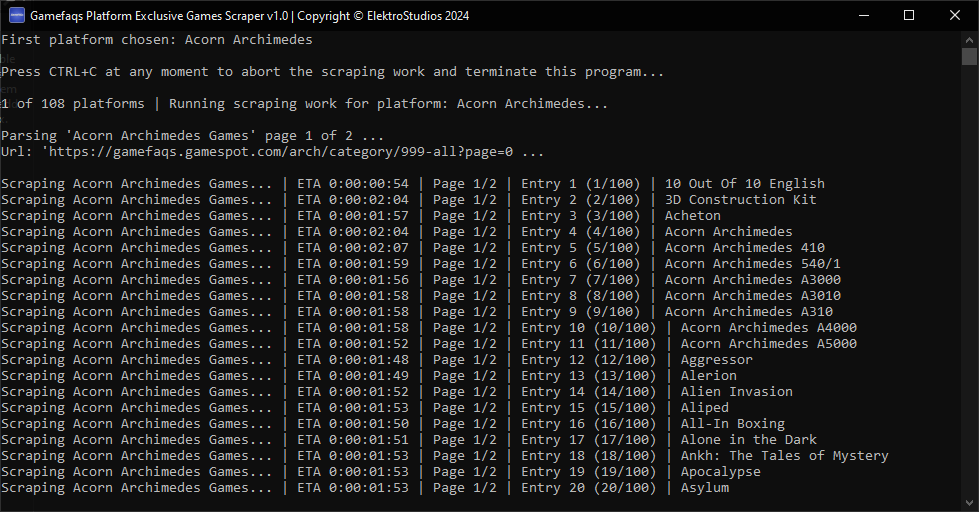 Gamefaqs Platform Exclusive Games Scraper v1.0 | Copyright © ElektroStudios 2024
First platform chosen: Acorn Archimedes
Press CTRL+C at any moment to abort the scraping work and terminate this program...
1 of 108 platforms | Running scraping work for platform: Acorn Archimedes...
Parsing 'Acorn Archimedes Games' page 1 of 2 ...
Url: 'https://gamefaqs.gamespot.com/arch/category/999-all?page=0 ...
Scraping Acorn Archimedes Games... | ETA 0:00:00:54 | Page 1/2 | Entry 1 (1/100) | 10 Out Of 10 English
Scraping Acorn Archimedes Games... | ETA 0:00:02:04 | Page 1/2 | Entry 2 (2/100) | 3D Construction Kit
Scraping Acorn Archimedes Games... | ETA 0:00:01:57 | Page 1/2 | Entry 3 (3/100) | Acheton
Scraping Acorn Archimedes Games... | ETA 0:00:02:04 | Page 1/2 | Entry 4 (4/100) | Acorn Archimedes
Scraping Acorn Archimedes Games... | ETA 0:00:02:07 | Page 1/2 | Entry 5 (5/100) | Acorn Archimedes 410
Scraping Acorn Archimedes Games... | ETA 0:00:01:59 | Page 1/2 | Entry 6 (6/100) | Acorn Archimedes 540/1
Scraping Acorn Archimedes Games... | ETA 0:00:01:56 | Page 1/2 | Entry 7 (7/100) | Acorn Archimedes A3000
Scraping Acorn Archimedes Games... | ETA 0:00:01:58 | Page 1/2 | Entry 8 (8/100) | Acorn Archimedes A3010
Scraping Acorn Archimedes Games... | ETA 0:00:01:58 | Page 1/2 | Entry 9 (9/100) | Acorn Archimedes A310
Scraping Acorn Archimedes Games... | ETA 0:00:01:58 | Page 1/2 | Entry 10 (10/100) | Acorn Archimedes A4000
Scraping Acorn Archimedes Games... | ETA 0:00:01:52 | Page 1/2 | Entry 11 (11/100) | Acorn Archimedes A5000
Scraping Acorn Archimedes Games... | ETA 0:00:01:48 | Page 1/2 | Entry 12 (12/100) | Aggressor
Scraping Acorn Archimedes Games... | ETA 0:00:01:49 | Page 1/2 | Entry 13 (13/100) | Alerion
Scraping Acorn Archimedes Games... | ETA 0:00:01:52 | Page 1/2 | Entry 14 (14/100) | Alien Invasion
Scraping Acorn Archimedes Games... | ETA 0:00:01:53 | Page 1/2 | Entry 15 (15/100) | Aliped
Scraping Acorn Archimedes Games... | ETA 0:00:01:50 | Page 1/2 | Entry 16 (16/100) | All-In Boxing
Scraping Acorn Archimedes Games... | ETA 0:00:01:51 | Page 1/2 | Entry 17 (17/100) | Alone in the Dark
Scraping Acorn Archimedes Games... | ETA 0:00:01:53 | Page 1/2 | Entry 18 (18/100) | Ankh: The Tales of Mystery
Scraping Acorn Archimedes Games... | ETA 0:00:01:53 | Page 1/2 | Entry 19 (19/100) | Apocalypse
Scraping Acorn Archimedes Games... | ETA 0:00:01:53 | Page 1/2 | Entry 20 (20/100) | Asylum